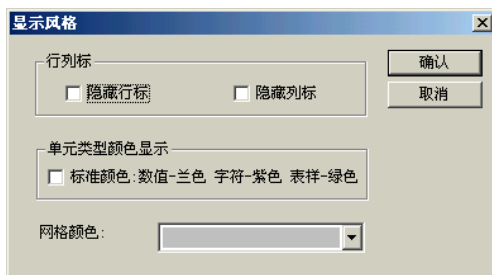 显示风格
行列标
隐藏行标
隐藏列标
确认
取消
单元类型颜色显示
标准颜色:数值-兰色 字符-紫色 表样-绿色
网格颜色: